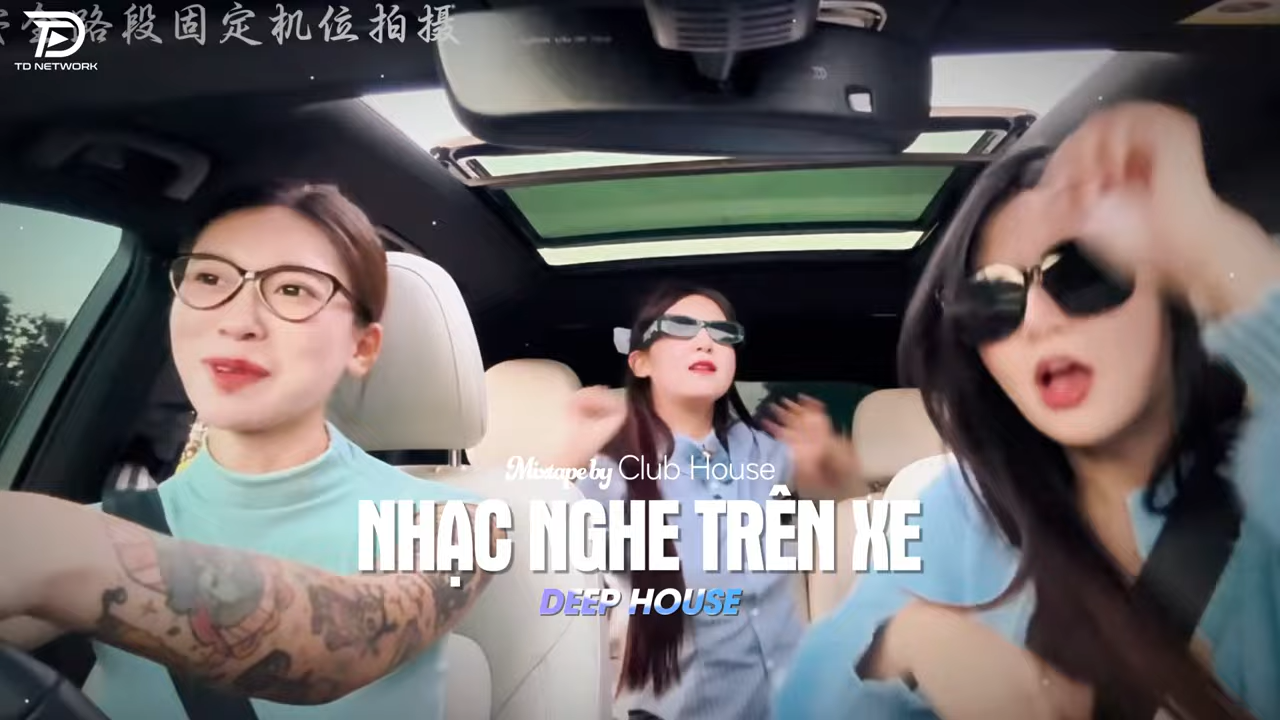 全路段固定机位拍摄
TD NETWORK
Mixtape by Club House
NHẠC NGHE TRÊN XE
DEEP HOUSE